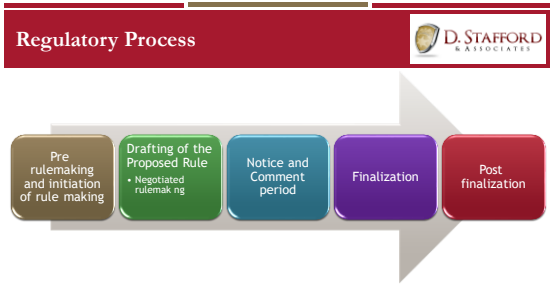 Regulatory Process
D. STAFFORD
& ASSOCIATES
Pre
rulemaking
and initiation
of rule making
Drafting of the
Proposed Rule
• Negotiated
rulemak ng
Notice and
Comment
period
Finalization
Post
finalization